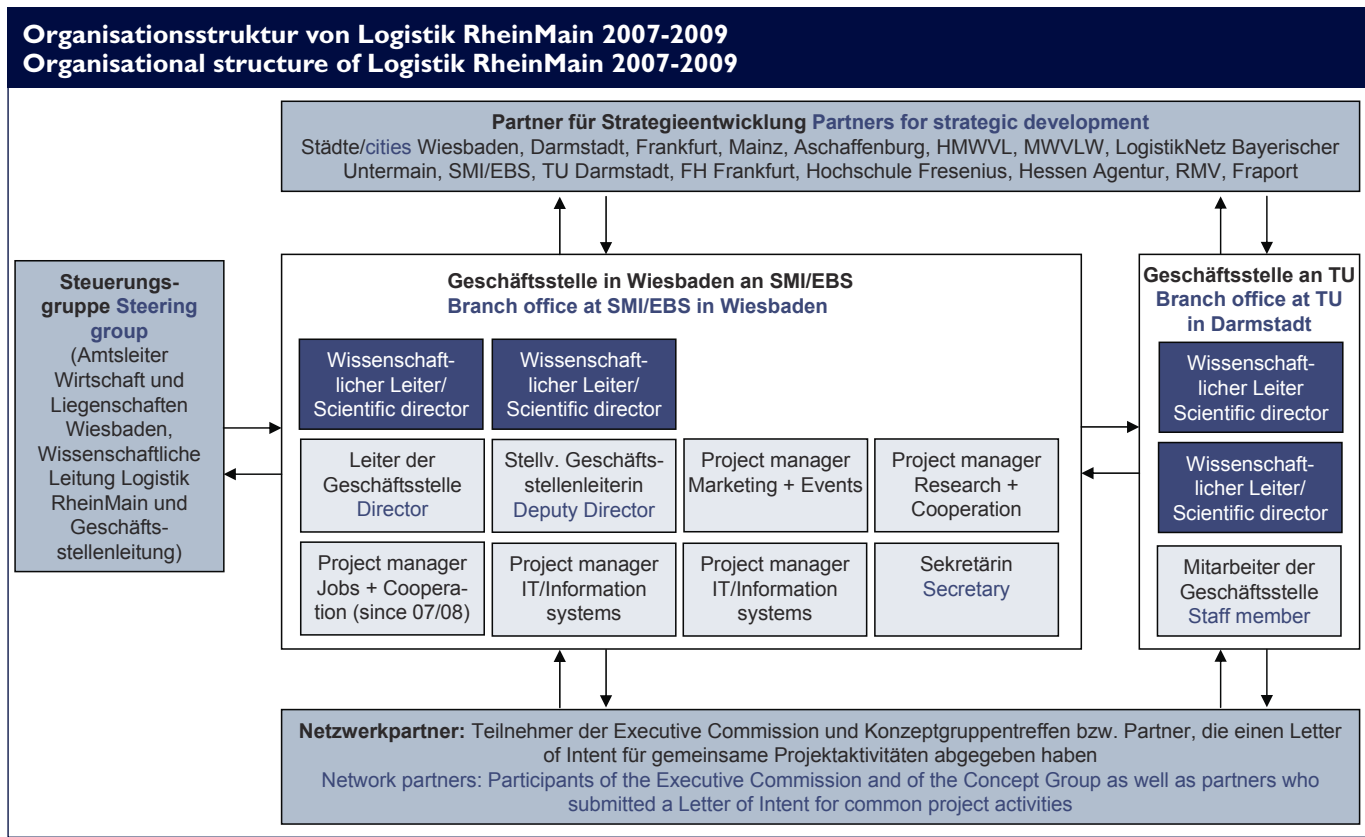 Organisationsstruktur von Logistik RheinMain 2007-2009
Organisational structure of Logistik RheinMain 2007-2009
Partner für Strategieentwicklung Partners for strategic development
Städte/cities Wiesbaden, Darmstadt, Frankfurt, Mainz, Aschaffenburg, HMWVL, MWVLW, LogistikNetz Bayerischer
Untermain, SMI/EBS, TU Darmstadt, FH Frankfurt, Hochschule Fresenius, Hessen Agentur, RMV, Fraport
Steuerungs-
gruppe Steering
group
(Amtsleiter
Wirtschaft und
Liegenschaften
Wiesbaden,
Wissenschaftliche
Leitung Logistik
RheinMain und
Geschäfts-
stellenleitung)
Geschäftsstelle in Wiesbaden an SMI/EBS
Branch office at SMI/EBS in Wiesbaden
Wissenschaft-
licher Leiter/
Scientific director
Wissenschaft-
licher Leiter/
Scientific director
Leiter der
Geschäftsstelle
Director
Stellv. Geschäfts-
stellenleiterin
Deputy Director
Project manager
Marketing + Events
Project manager
Research +
Cooperation
Project manager
Jobs + Coopera-
tion (since 07/08)
Project manager
IT/Information
systems
Project manager
IT/Information
systems
Sekretärin
Secretary
Geschäftsstelle an TU
Branch office at TU
in Darmstadt
Wissenschaft-
licher Leiter
Scientific director
Wissenschaft-
licher Leiter/
Scientific director
Mitarbeiter der
Geschäftsstelle
Staff member
Netzwerkpartner: Teilnehmer der Executive Commission und Konzeptgruppentreffen bzw. Partner, die einen Letter
of Intent für gemeinsame Projektaktivitäten abgegeben haben
Network partners: Participants of the Executive Commission and of the Concept Group as well as partners who
submitted a Letter of Intent for common project activities